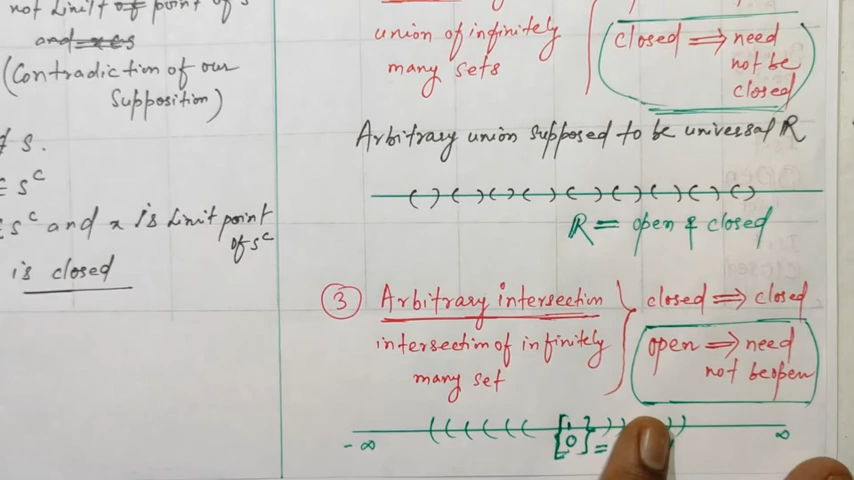 not Limit of point of s
and x ∈ s
(Contradiction of our
Supposition)
∉ s.
∈ s^c
∈ s^c and x is Limit point
of s^c
is closed
union of infinitely
many sets
closed ⟹ need
not be
closed
Arbitrary union supposed to be universal R
( ) ( ) ( ) ( ) ( ) ( ) ( ) ( ) ( )
R = open & closed
③ Arbitrary intersection
intersection of infinitely
many set
closed ⟹ closed
open ⟹ need
not be open
( ( ( ( ( ( { 0 } ) ) ) )
- ∞
=
∞